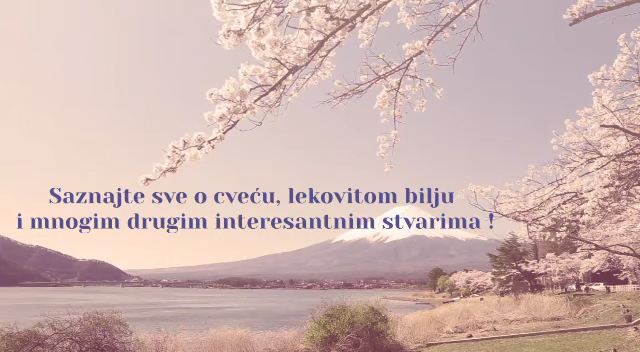 Saznajte sve o cveću, lekovitom bilju
i mnogim drugim interesantnim stvarima !